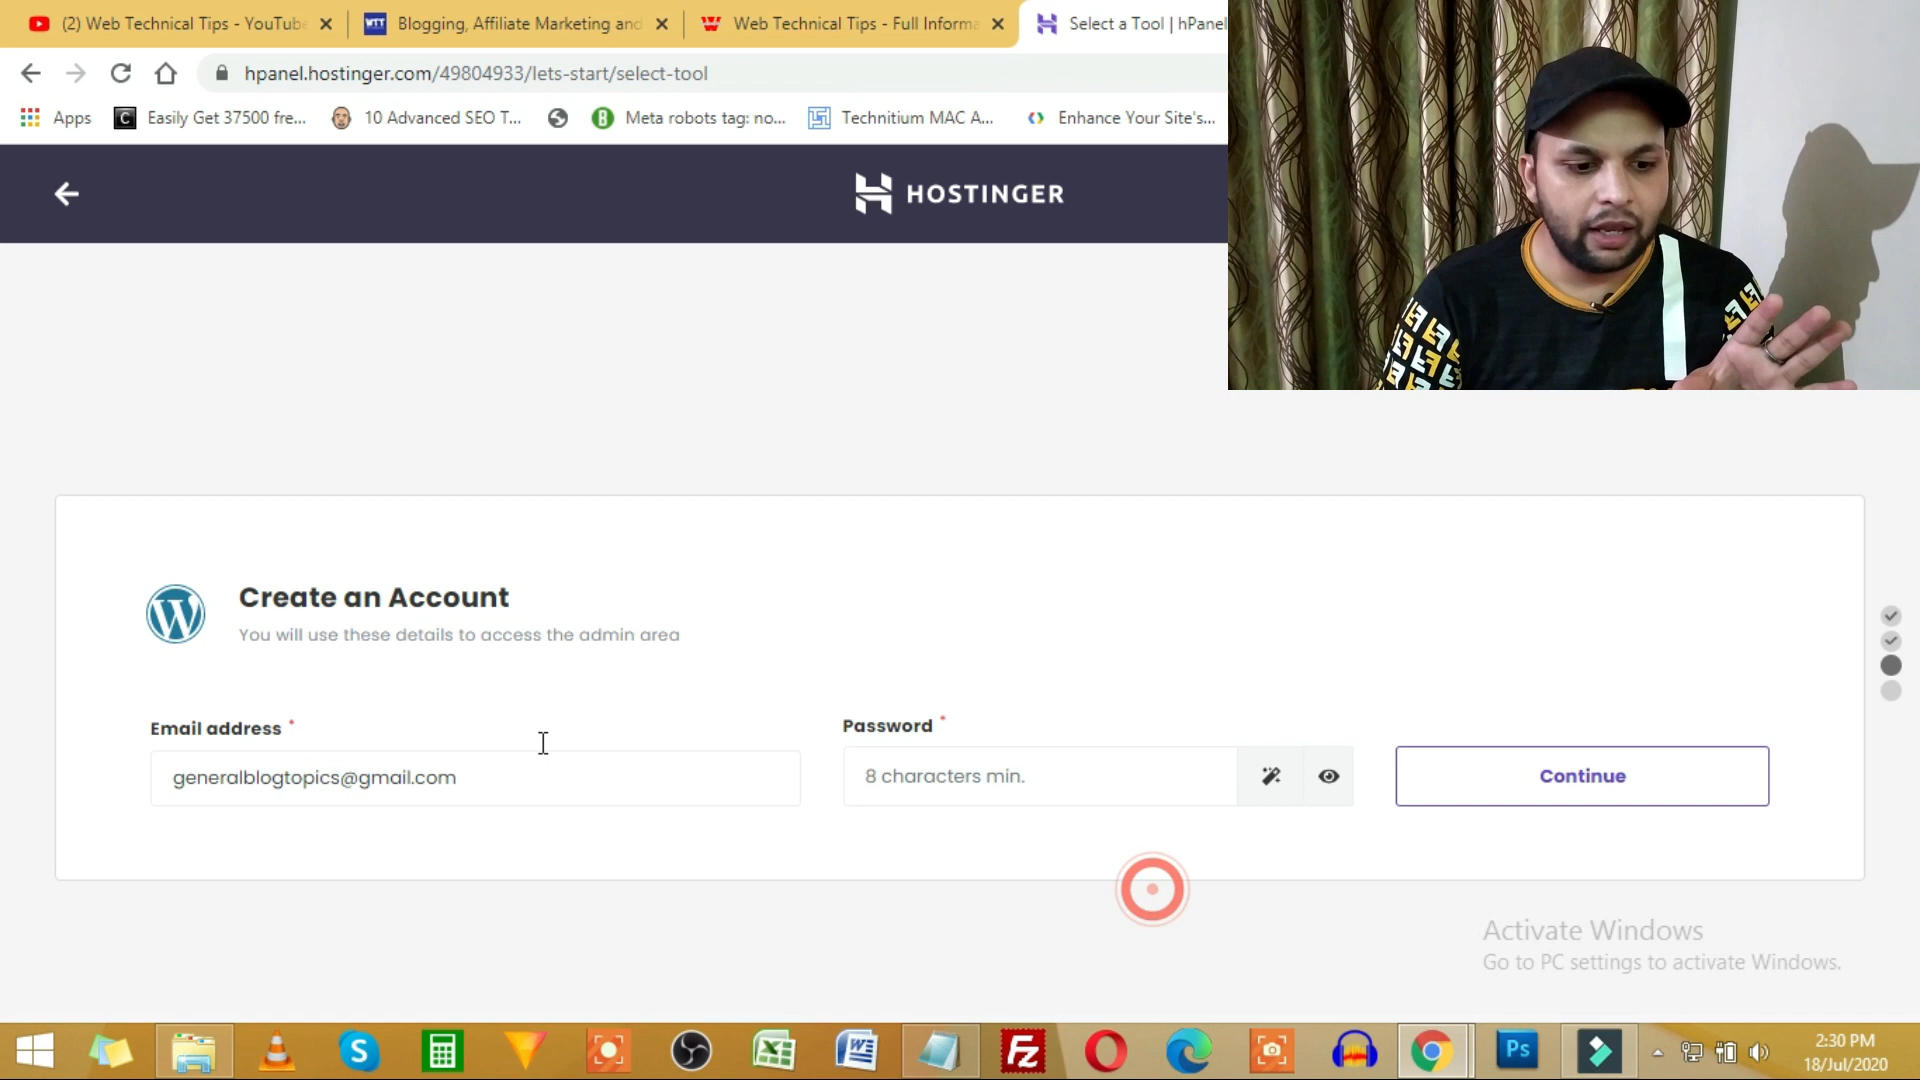 (2) Web Technical Tips - YouTube
WTT Blogging, Affiliate Marketing and
Web Technical Tips - Full Informa
Select a Tool | hPanel
hpanel.hostinger.com/49804933/lets-start/select-tool
Apps
Easily Get 37500 fre...
10 Advanced SEO T...
Meta robots tag: no...
Technitium MAC A...
Enhance Your Site's...
HOSTINGER
Create an Account
You will use these details to access the admin area
Email address *
generalblogtopics@gmail.com
Password *
8 characters min.
Continue
Activate Windows
Go to PC settings to activate Windows.
2:30 PM
18/Jul/2020